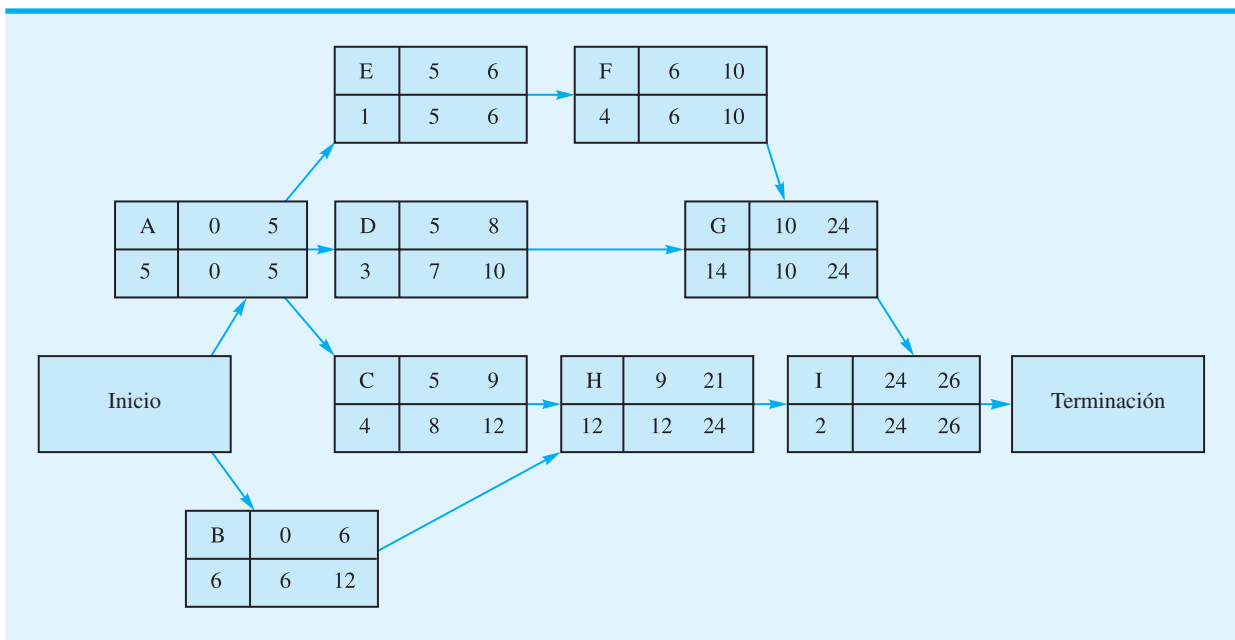 E 5 6
1 5 6
F 6 10
4 6 10
A 0 5
5 0 5
D 5 8
3 7 10
G 10 24
14 10 24
Inicio
C 5 9
4 8 12
H 9 21
12 12 24
I 24 26
2 24 26
Terminación
B 0 6
6 6 12